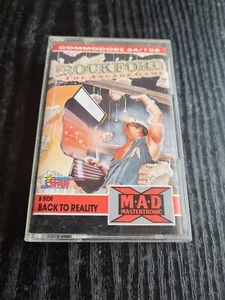 COMMODORE 64/128
ROCKFORD
THE ARCADE GAME
B SIDE
BACK TO REALITY
M.A.D
MASTERTRONIC